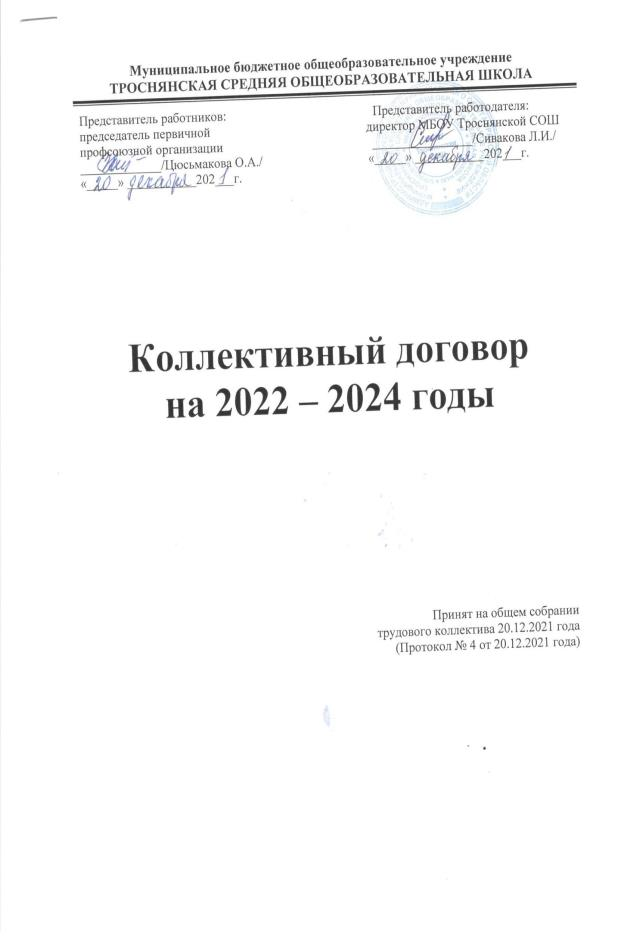 Муниципальное бюджетное общеобразовательное учреждение
ТРОСНЯНСКАЯ СРЕДНЯЯ ОБЩЕОБРАЗОВАТЕЛЬНАЯ ШКОЛА
Представитель работников:
председатель первичной
профсоюзной организации
/Цюсьмакова О.А./
« 20 » декабря 2021 г.
Представитель работодателя:
директор МБОУ Троснянской СОШ
/Сивакова Л.И./
« 20 » декабря 2021 г.
Коллективный договор
на 2022 – 2024 годы
Принят на общем собрании
трудового коллектива 20.12.2021 года
(Протокол № 4 от 20.12.2021 года)